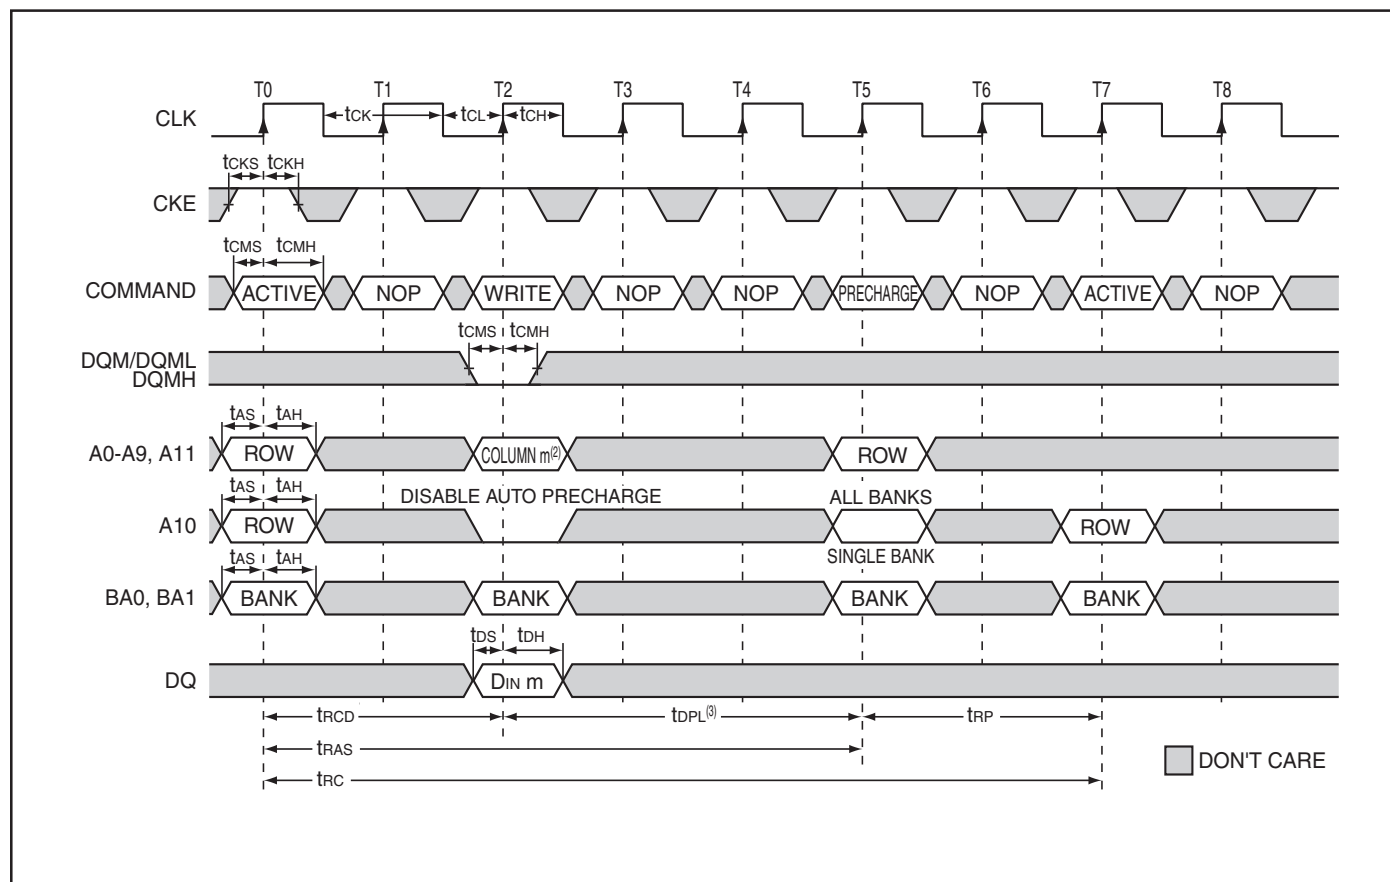 T0 T1 T2 T3 T4 T5 T6 T7 T8
CLK tCK tCL tCH
tCKS tCKH
CKE
tCMS tCMH
COMMAND ACTIVE NOP WRITE NOP NOP PRECHARGE NOP ACTIVE NOP
tCMS tCMH
DQM/DQML
DQMH
tAS tAH
A0-A9, A11 ROW COLUMN m(2) ROW
tAS tAH DISABLE AUTO PRECHARGE ALL BANKS
A10 ROW ROW
tAS tAH SINGLE BANK
BA0, BA1 BANK BANK BANK BANK
tDS tDH
DQ DIN m
tRCD tDPL(3) tRP
tRAS
DON'T CARE
tRC